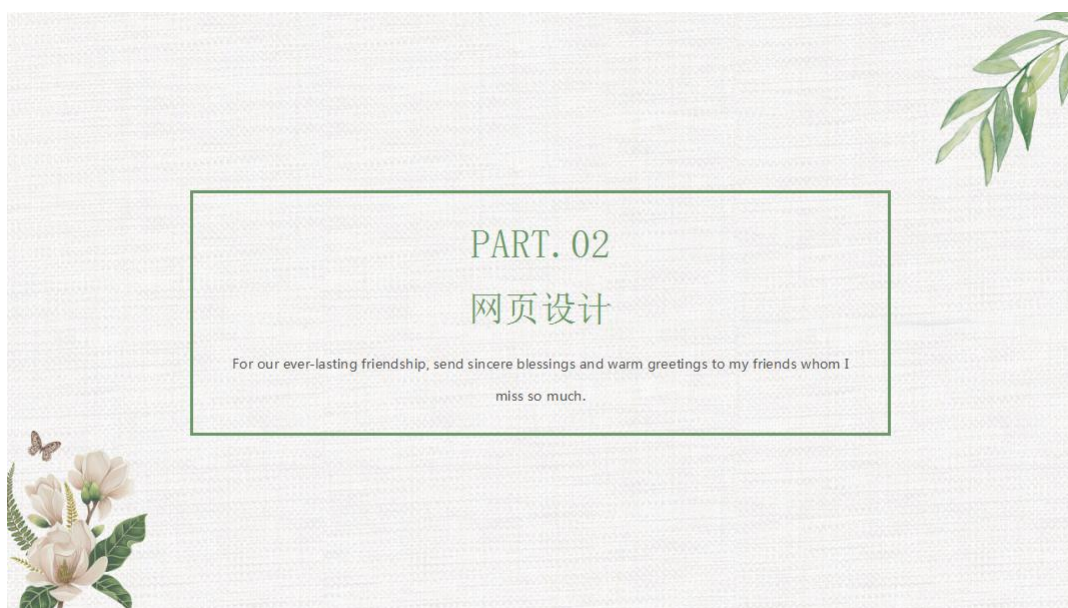 PART.02
网页设计
For our ever-lasting friendship, send sincere blessings and warm greetings to my friends whom I
miss so much.